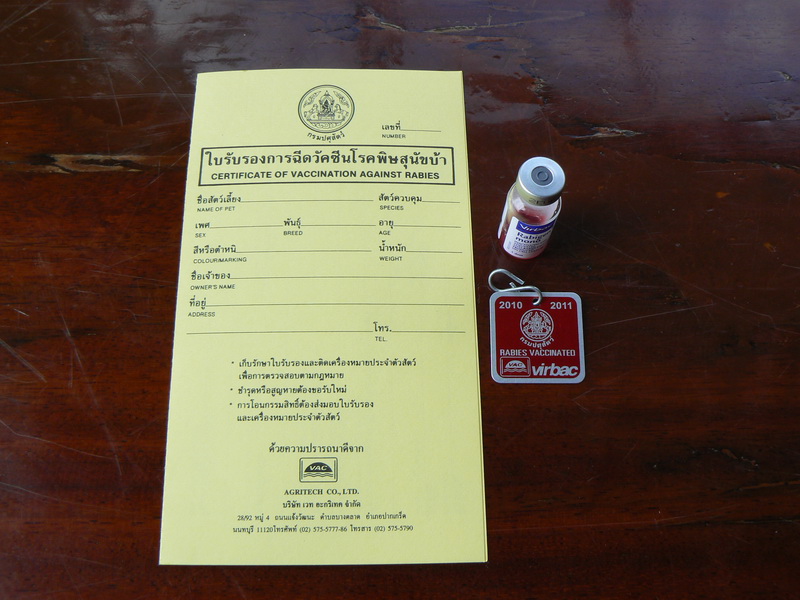 กรมปศุสัตว์
เลขที่
NUMBER
ใบรับรองการฉีดวัคซีนโรคพิษสุนัขบ้า
CERTIFICATE OF VACCINATION AGAINST RABIES
ชื่อสัตว์เลี้ยง สัตว์ควบคุม
NAME OF PET SPECIES
เพศ พันธุ์ อายุ
SEX BREED AGE
สีหรือตำหนิ น้ำหนัก
COLOUR/MARKING WEIGHT
ชื่อเจ้าของ
OWNER'S NAME
ที่อยู่
ADDRESS
โทร.
TEL.
* เก็บรักษาใบรับรองและติดเครื่องหมายประจำตัวสัตว์
เพื่อการตรวจสอบตามกฎหมาย
* ชำรุดหรือสูญหายต้องขอรับใหม่
* การโอนกรรมสิทธิ์ต้องส่งมอบใบรับรอง
และเครื่องหมายประจำตัวสัตว์
ด้วยความปรารถนาดีจาก
VAC
AGRITECH CO., LTD.
บริษัท เวท อะกริเทค จำกัด
28/92 หมู่ 4 ถนนแจ้งวัฒนะ ตำบลบางตลาด อำเภอปากเกร็ด
นนทบุรี 11120โทรศัพท์ (02) 575-5777-86 โทรสาร (02) 575-5790
Virbac
mono
2010 2011
กรมปศุสัตว์
RABIES VACCINATED
VAC virbac